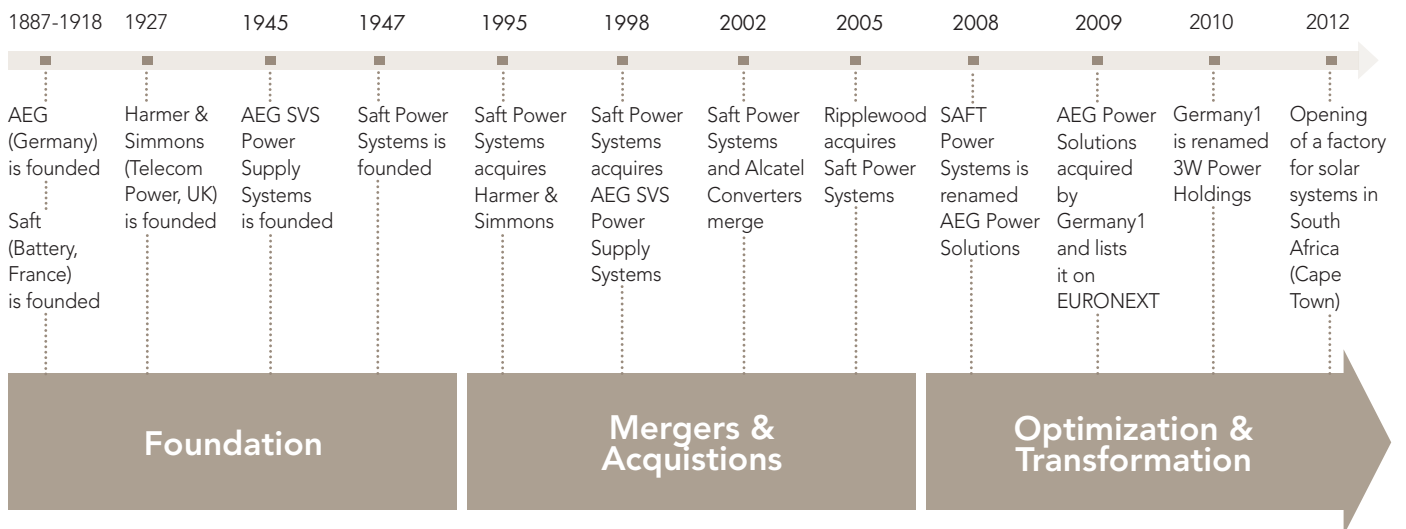 1887-1918
1927
1945
1947
1995
1998
2002
2005
2008
2009
2010
2012
AEG
(Germany)
is founded
Saft
(Battery,
France)
is founded
Harmer &
Simmons
(Telecom
Power, UK)
is founded
AEG SVS
Power
Supply
Systems
is founded
Saft Power
Systems is
founded
Saft Power
Systems
acquires
Harmer &
Simmons
Saft Power
Systems
acquires
AEG SVS
Power
Supply
Systems
Saft Power
Systems
and Alcatel
Converters
merge
Ripplewood
acquires
Saft Power
Systems
SAFT
Power
Systems is
renamed
AEG Power
Solutions
AEG Power
Solutions
acquired
by
Germany1
and lists
it on
EURONEXT
Germany1
is renamed
3W Power
Holdings
Opening
of a factory
for solar
systems in
South
Africa
(Cape
Town)
Foundation
Mergers &
Acquistions
Optimization &
Transformation